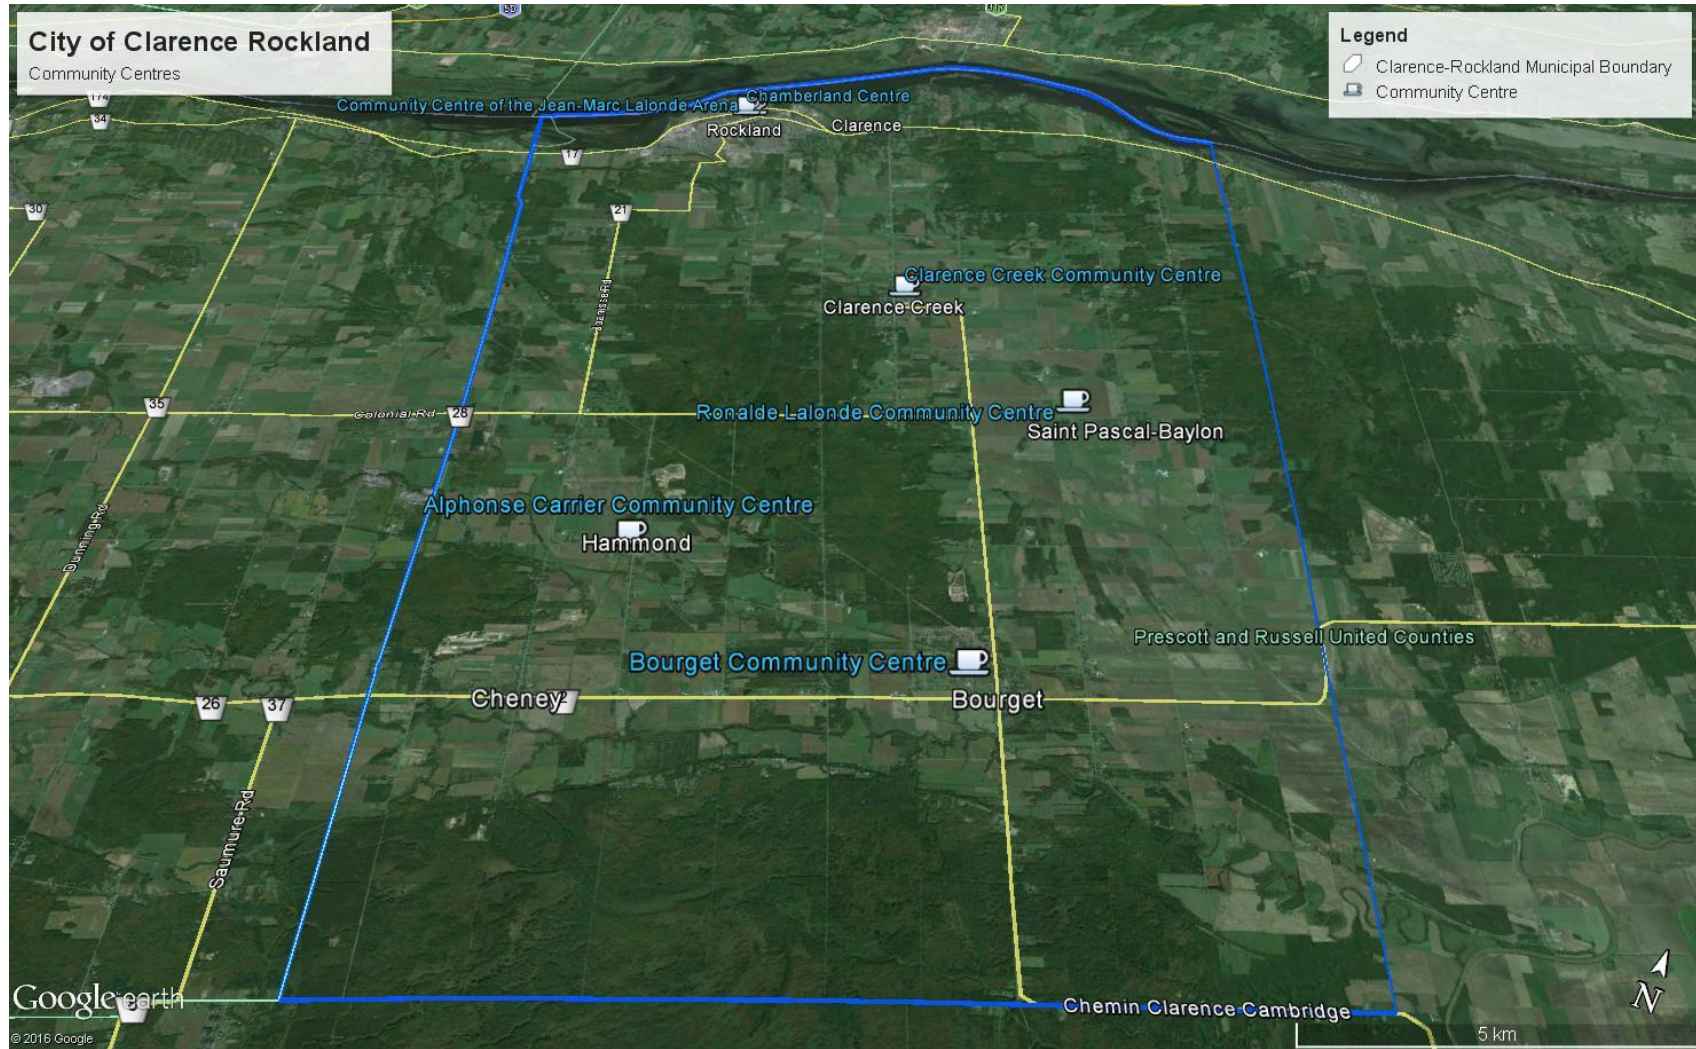 City of Clarence Rockland
Community Centres
Legend
Clarence-Rockland Municipal Boundary
Community Centre
50
174
34
Community Centre of the Jean-Marc Lalonde Arena
Chamberland Centre
Rockland
Clarence
17
30
21
Clarence Creek Community Centre
Clarence Creek
Joanisse Rd
35
Colonial Rd
28
Ronalde Lalonde Community Centre
Saint Pascal-Baylon
Alphonse Carrier Community Centre
Hammond
Dunning Rd
Prescott and Russell United Counties
Bourget Community Centre
26
37
Cheney
2
Bourget
Saumure Rd
Google earth
Chemin Clarence Cambridge
N
5 km
© 2016 Google